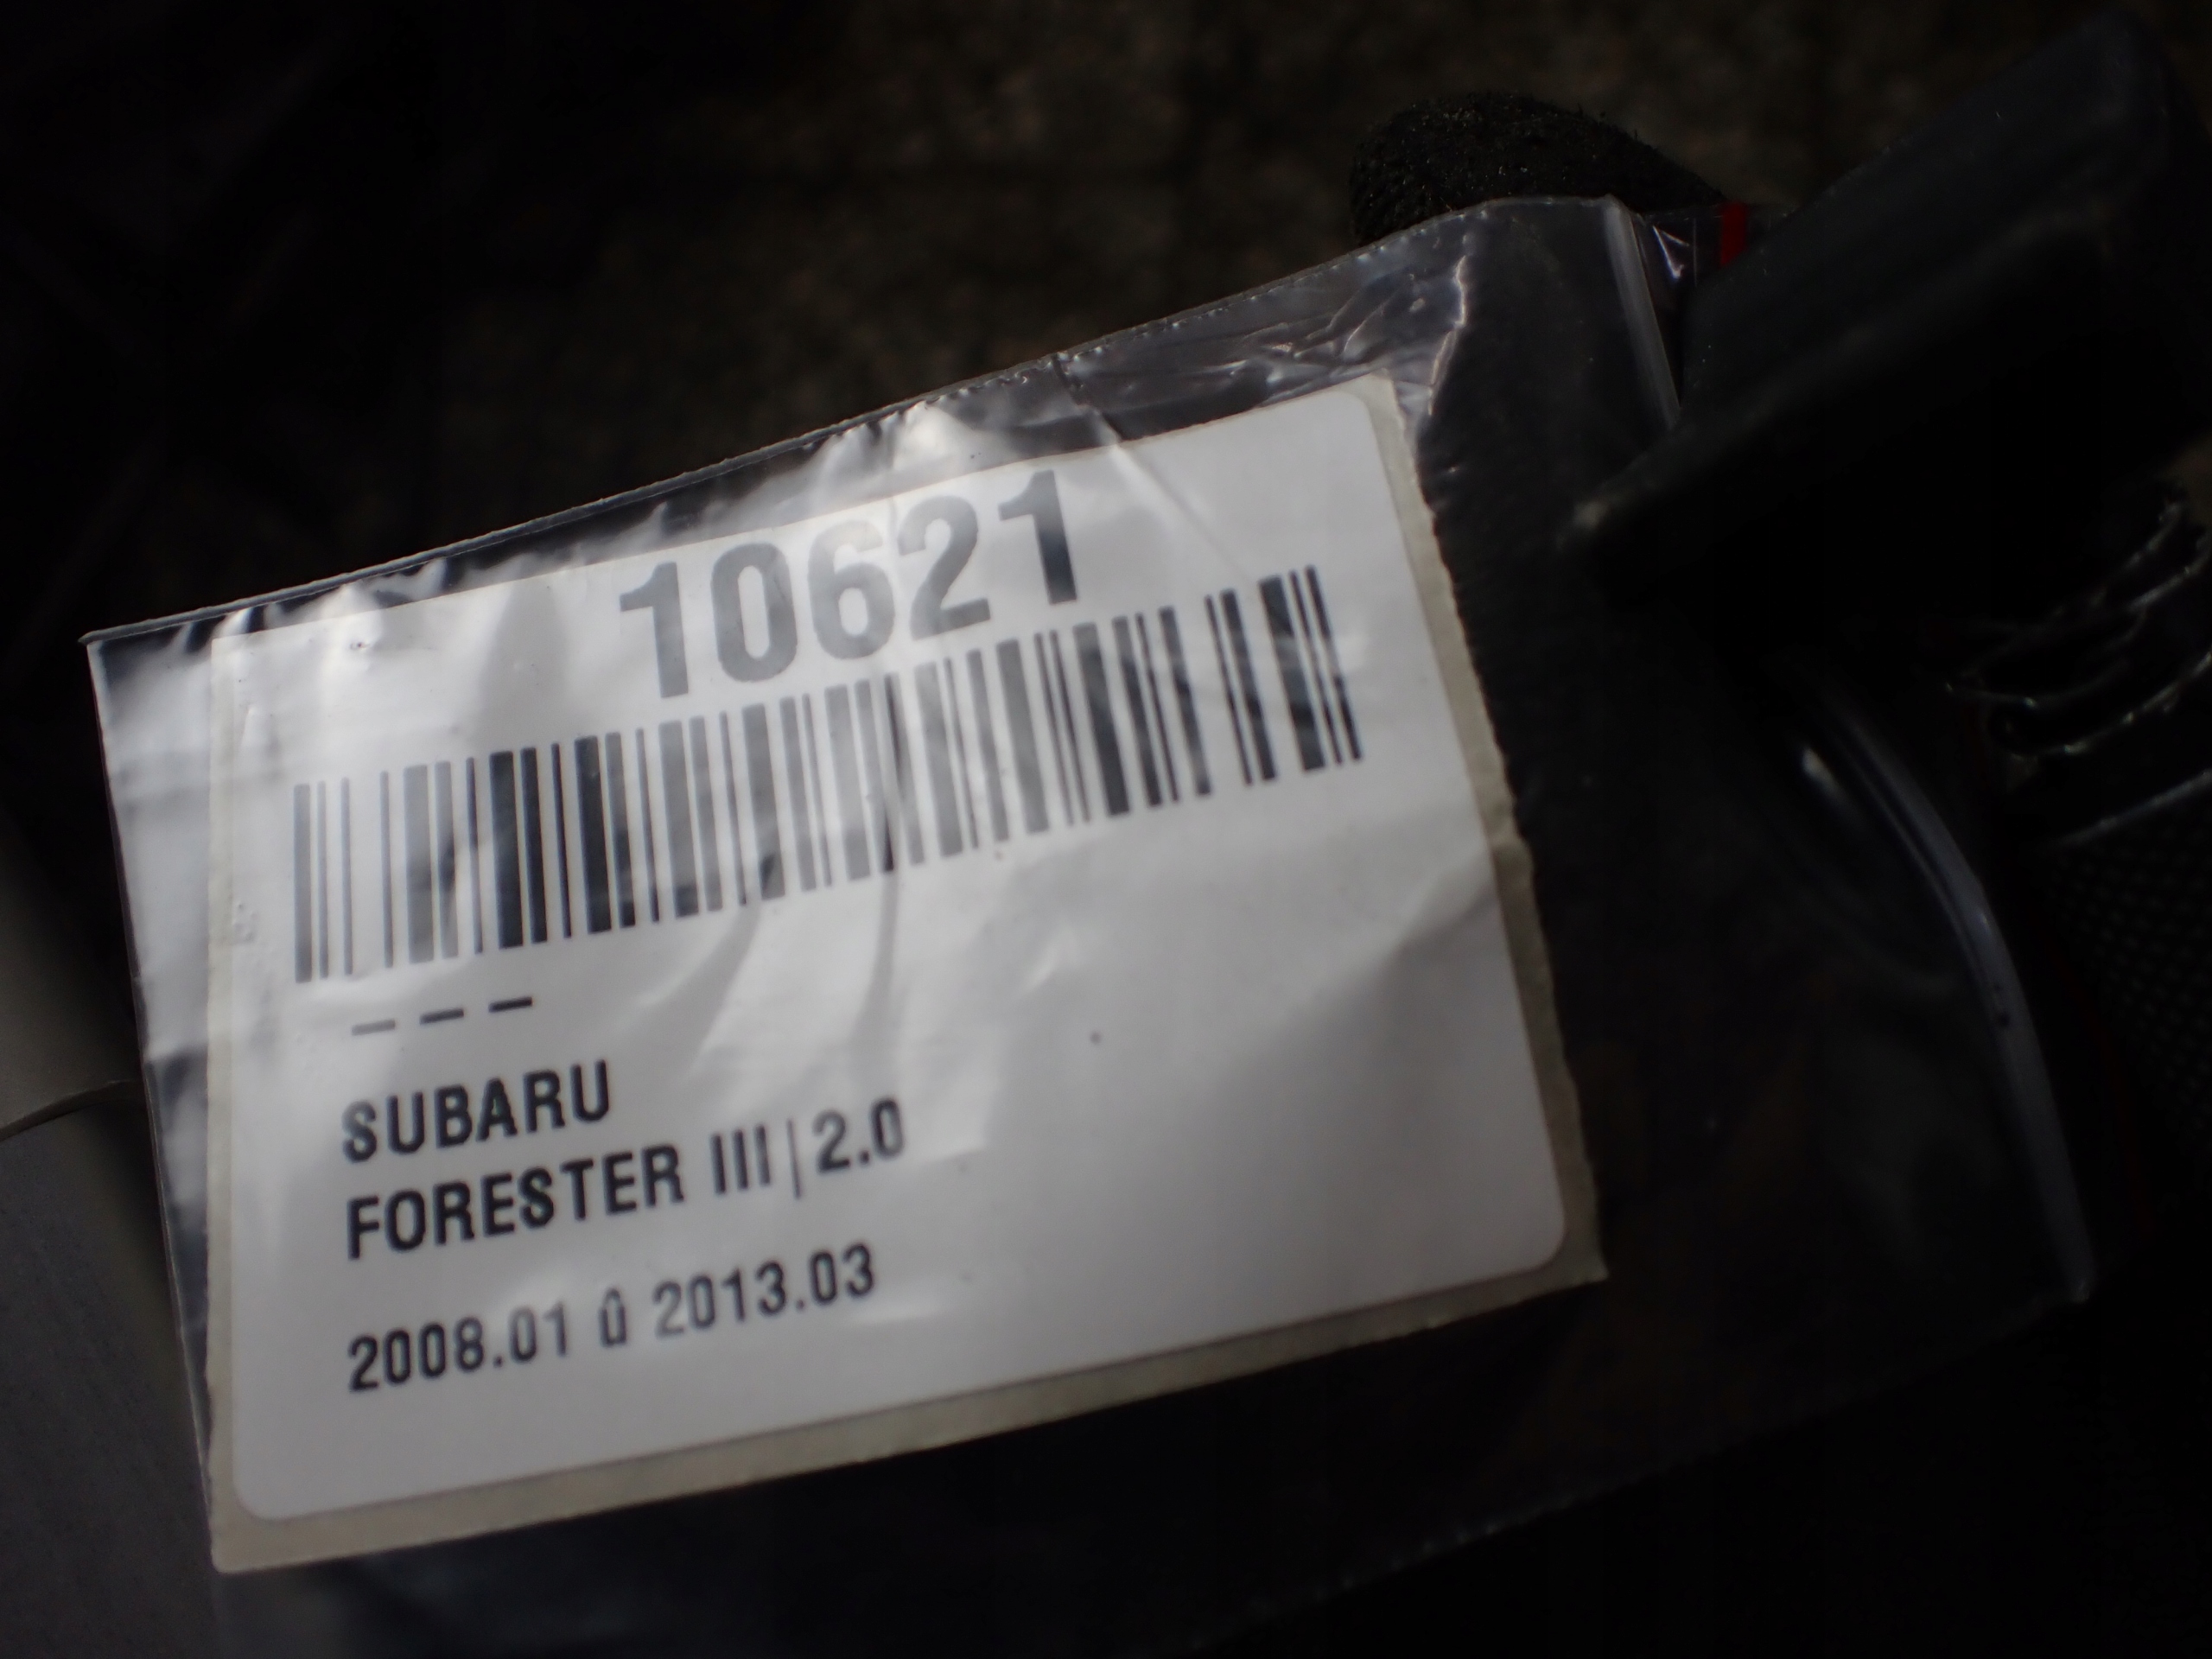 10621
– – –
SUBARU
FORESTER III|2.0
2008.01 û 2013.03